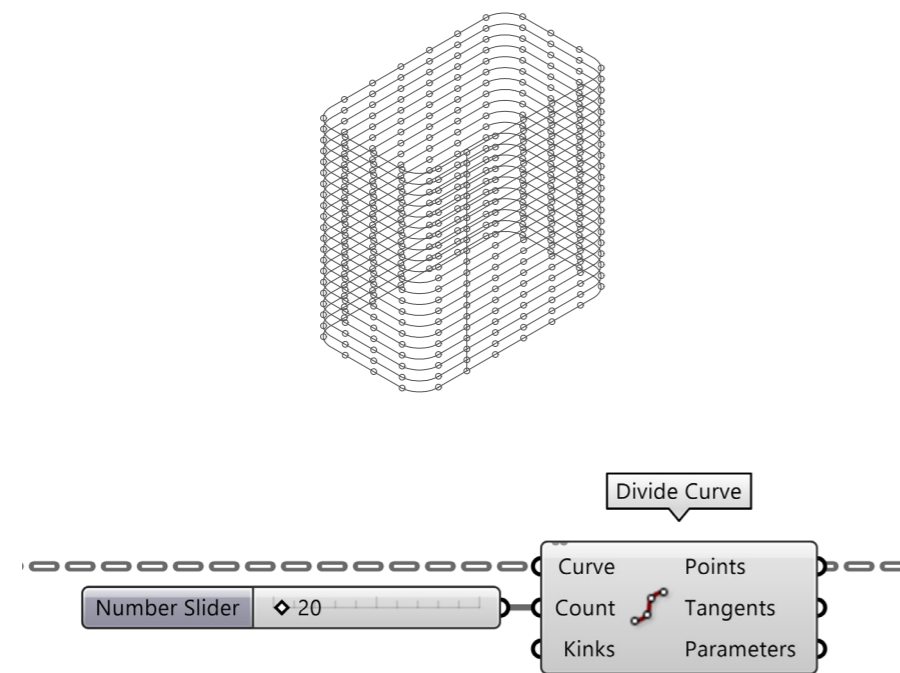 Divide Curve
Curve Points
Number Slider 20 Count Tangents
Kinks Parameters